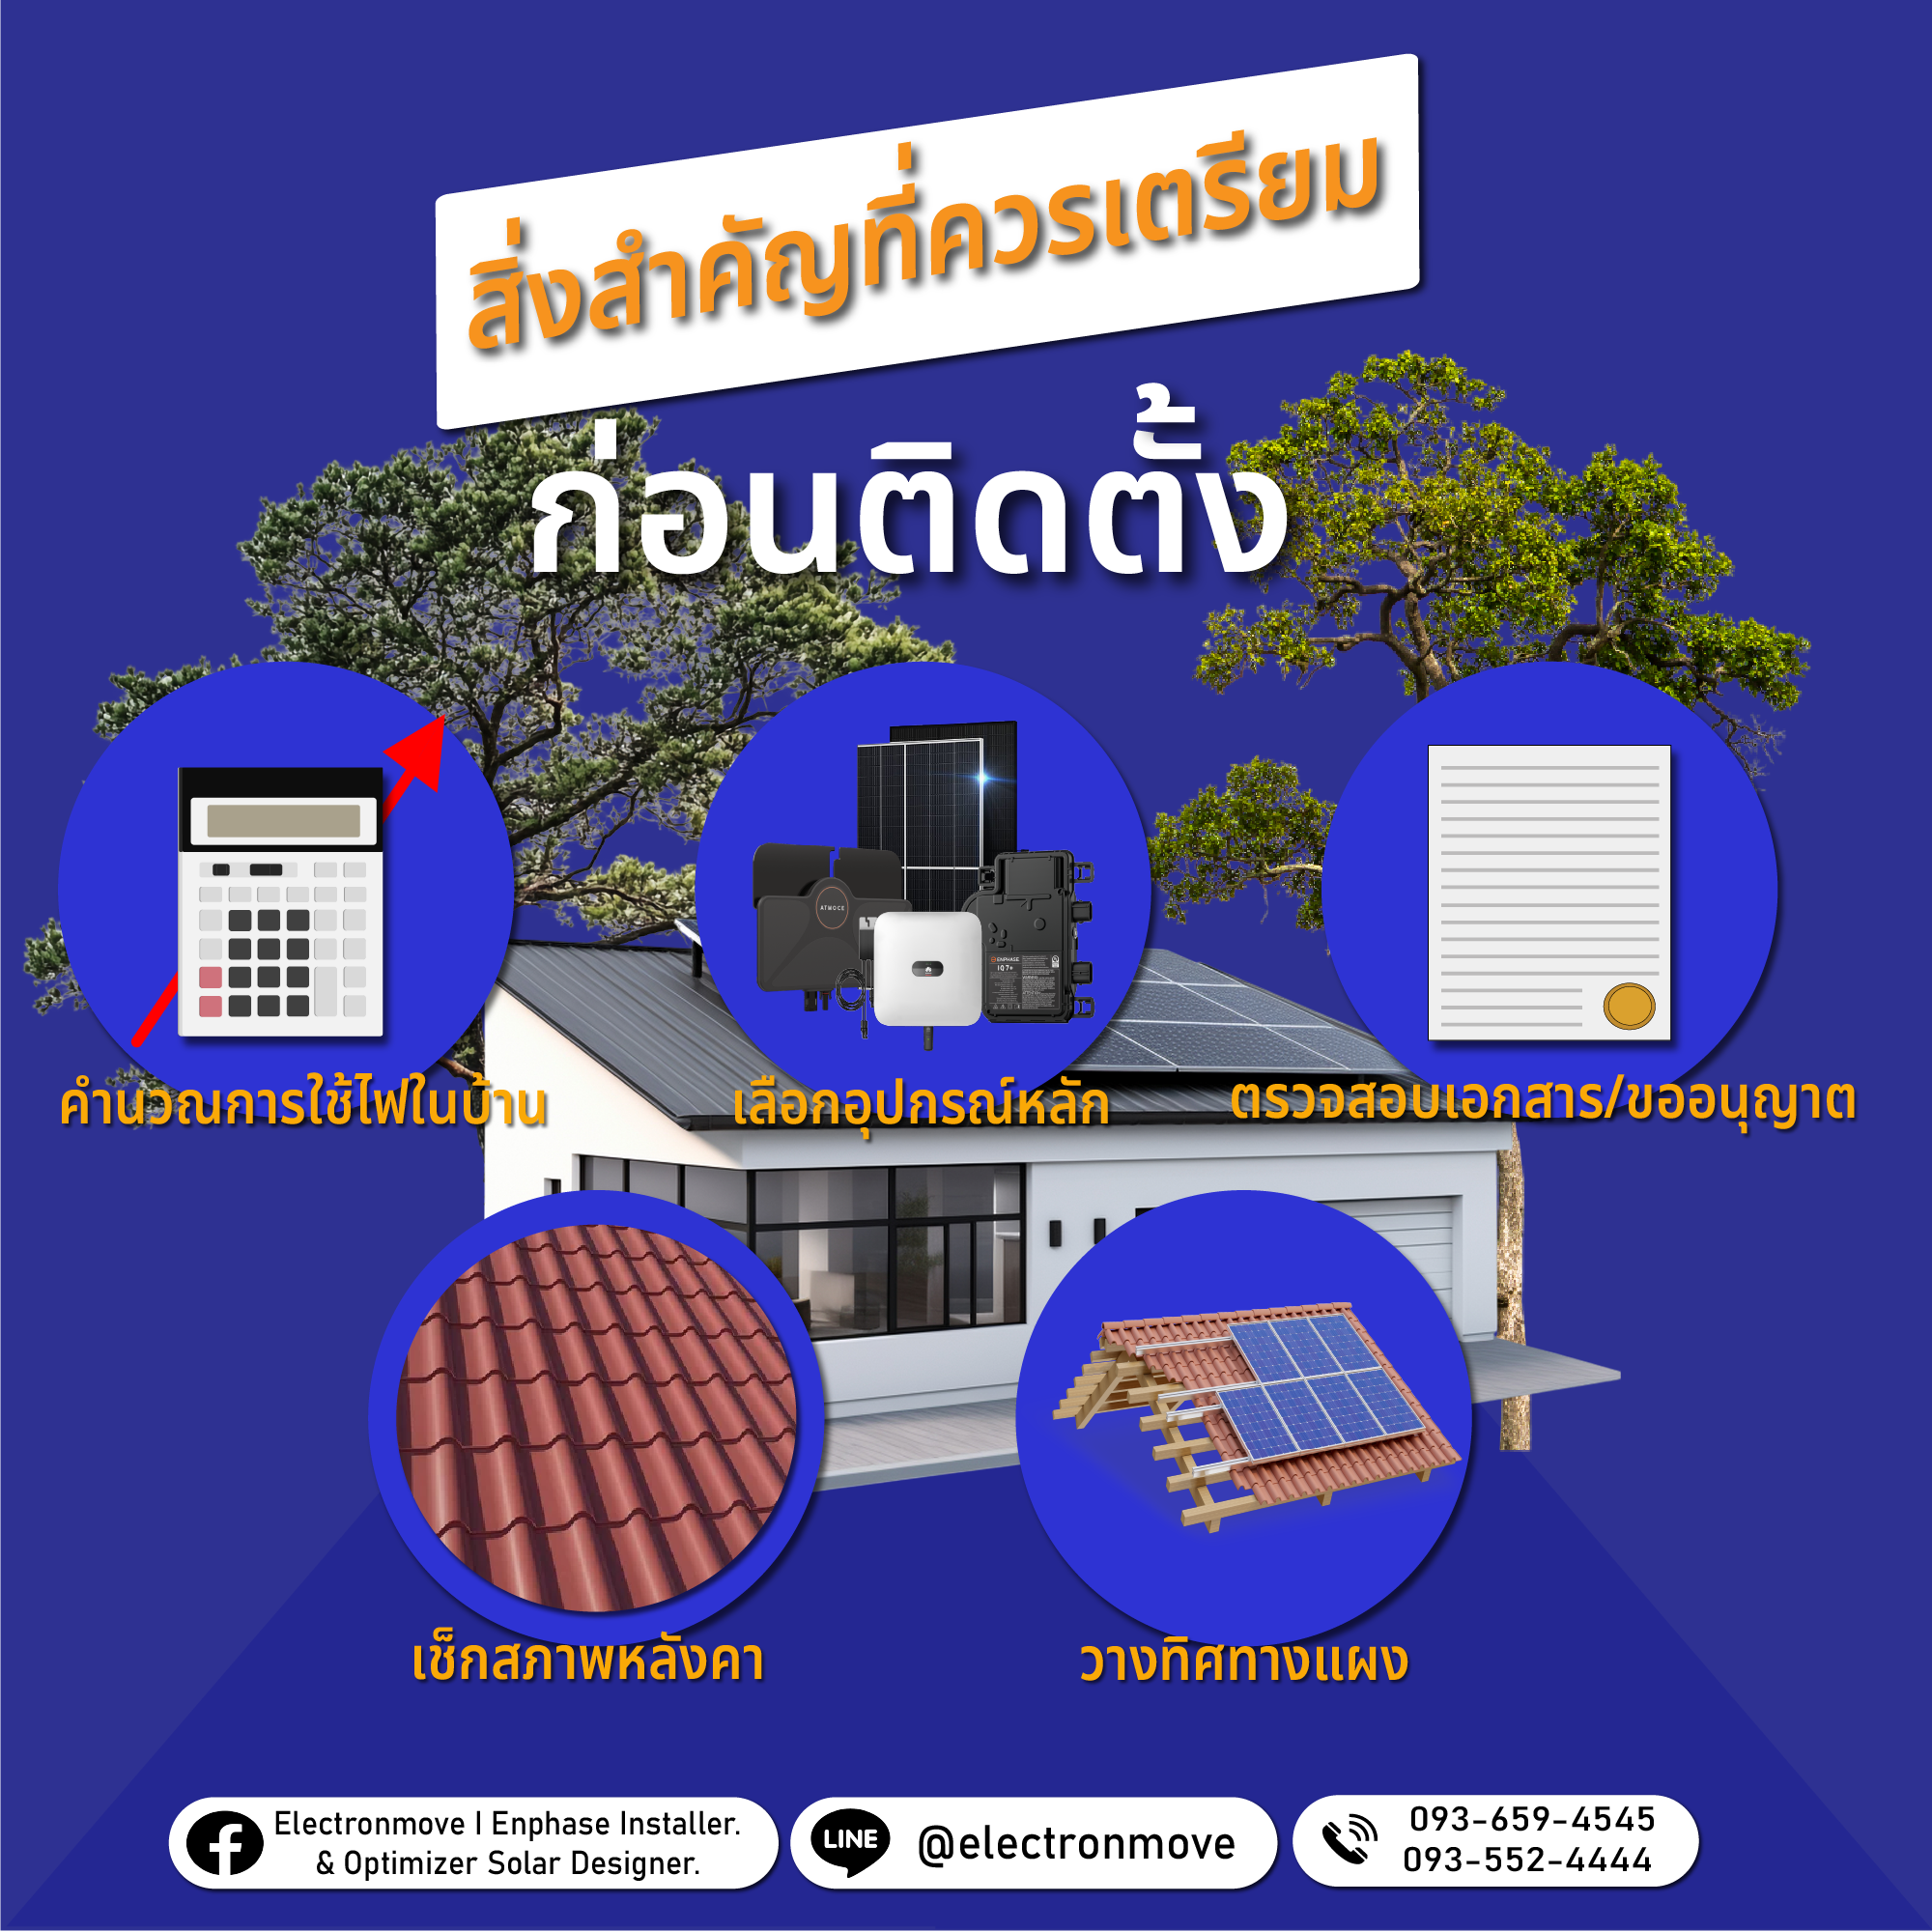 สิ่งสำคัญที่ควรเตรียม
ก่อนติดตั้ง
ATMOCE
ENPHASE
IQ7+
คำนวณการใช้ไฟในบ้าน
เลือกอุปกรณ์หลัก
ตรวจสอบเอกสาร/ขออนุญาต
เช็กสภาพหลังคา
วางทิศทางแผง
Electronmove | Enphase Installer.
& Optimizer Solar Designer.
LINE
@electronmove
093-659-4545
093-552-4444